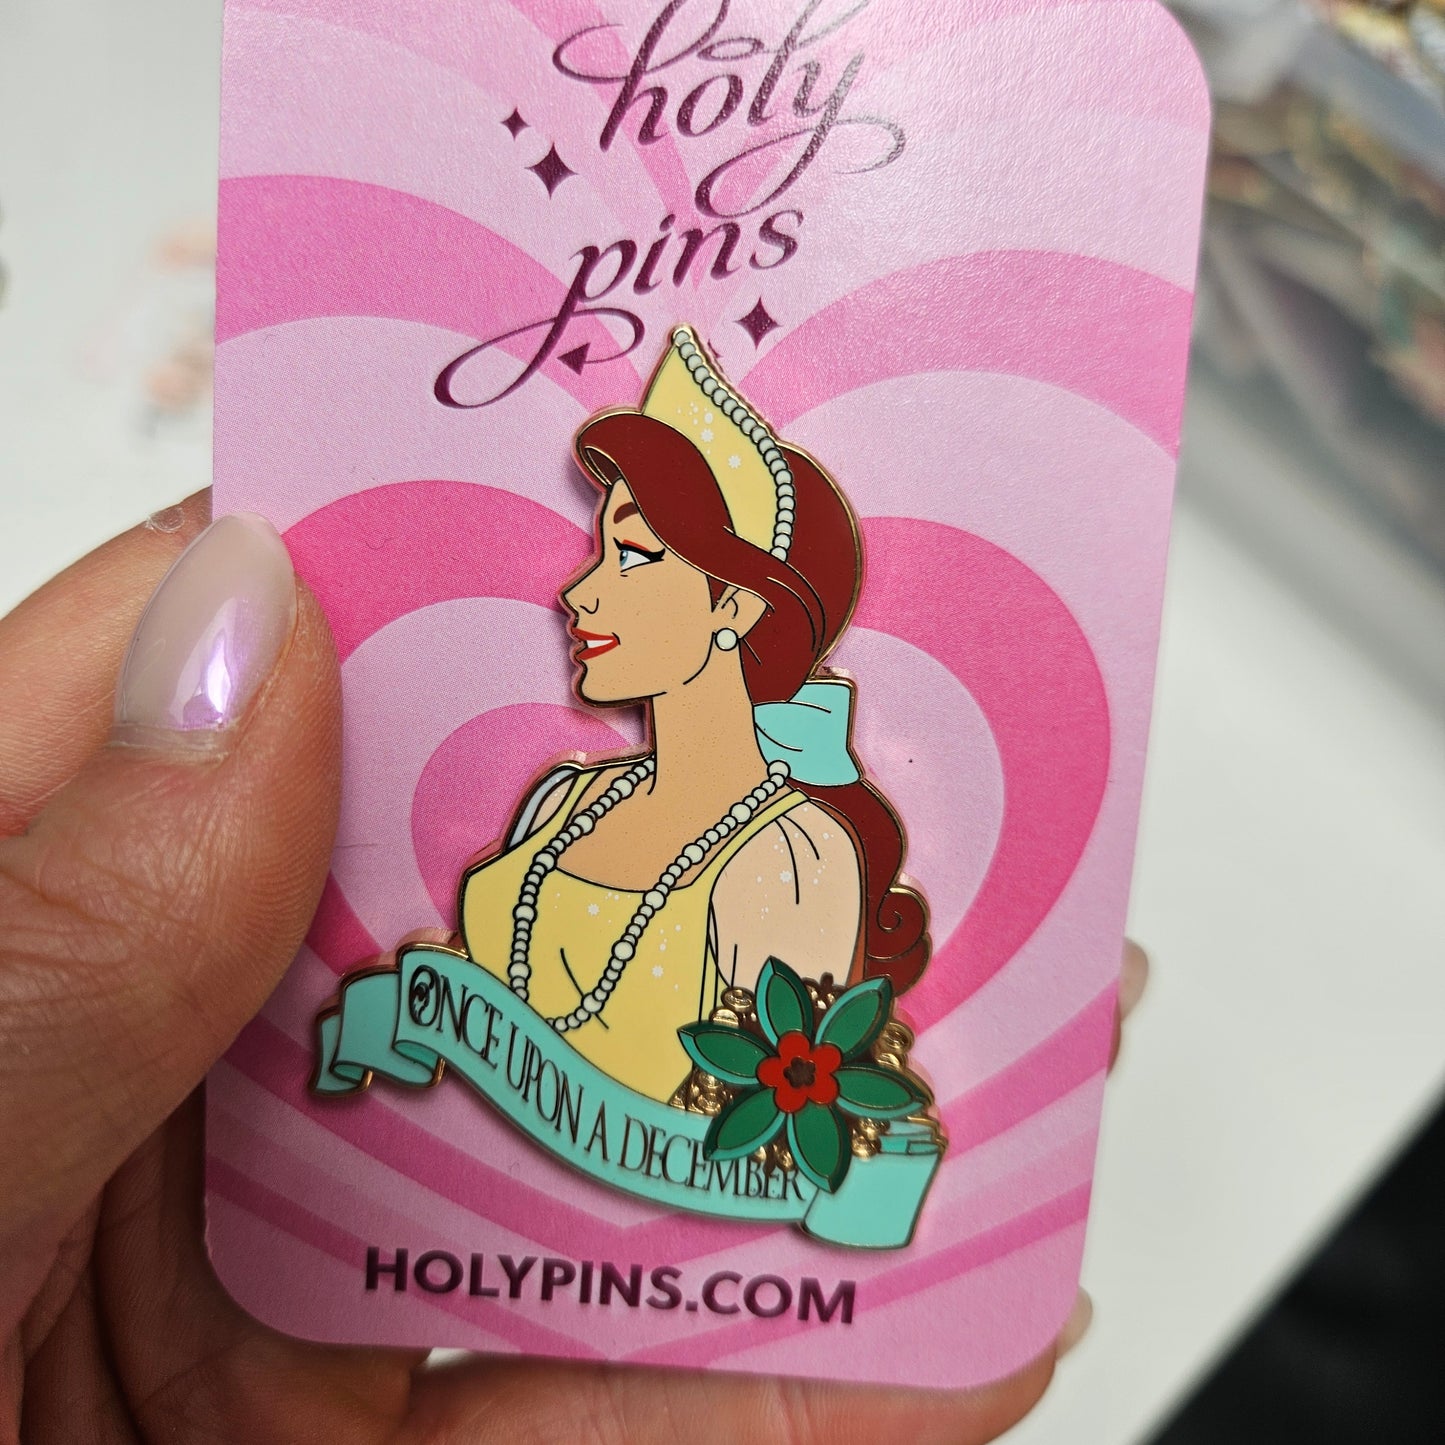 holy
pins
ONCE UPON A DECEMBER
HOLYPINS.COM